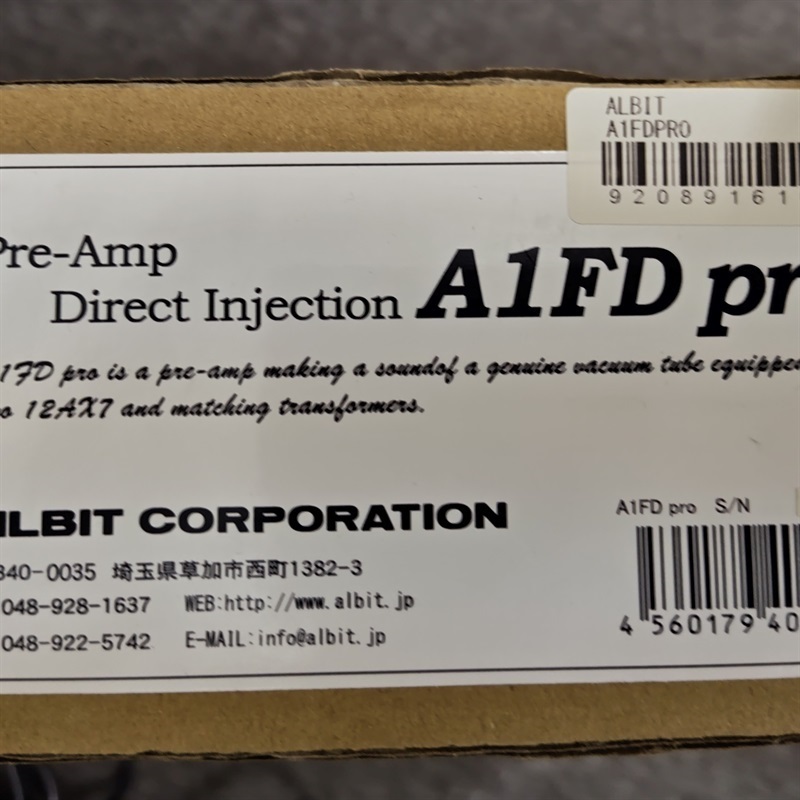 ALBIT
A1FDPRO
92089161
Pre-Amp
Direct Injection A1FD pr
1FD pro is a pre-amp making a soundof a genuine vacuum tube equippe
o 12AX7 and matching transformers.
LBIT CORPORATION
A1FD pro S/N
340-0035 埼玉県草加市西町1382-3
048-928-1637 WEB:http://www.albit.jp
048-922-5742 E-MAIL:info@albit.jp
4 560179 40